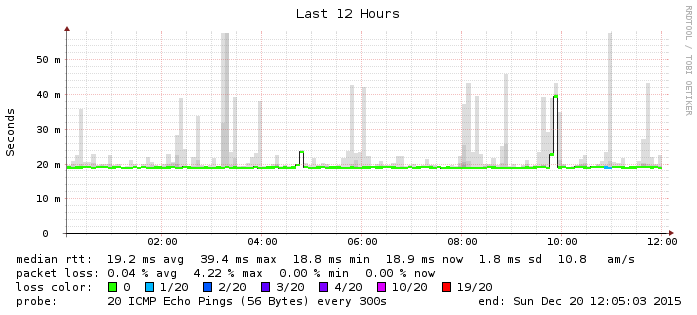 Last 12 Hours
RRDTOOL / TOBI OETIKER
Seconds
50 m
40 m
30 m
20 m
10 m
0
02:00 04:00 06:00 08:00 10:00 12:00
median rtt: 19.2 ms avg 39.4 ms max 18.8 ms min 18.9 ms now 1.8 ms sd 10.8 am/s
packet loss: 0.04 % avg 4.22 % max 0.00 % min 0.00 % now
loss color: 0 1/20 2/20 3/20 4/20 10/20 19/20
probe: 20 ICMP Echo Pings (56 Bytes) every 300s end: Sun Dec 20 12:05:03 2015